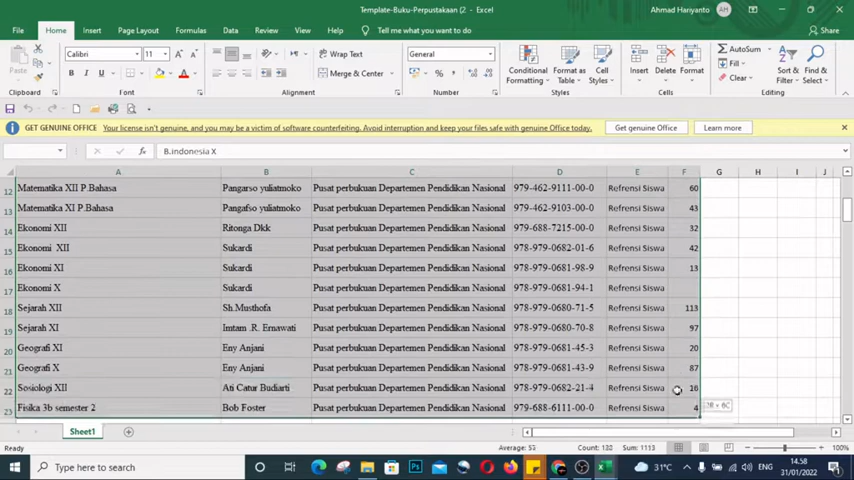 Template-Buku-Perpustakaan (2 - Excel
Ahmad Hariyanto
AH
File Home Insert Page Layout Formulas Data Review View Help Tell me what you want to do
Share
Paste
Calibri 11
B I U
Wrap Text
Merge & Center
General
% ,
Conditional Formatting
Format as Table
Cell Styles
Insert Delete Format
AutoSum
Fill
Clear
Sort & Filter
Find & Select
Clipboard Font Alignment Number Styles Cells Editing
GET GENUINE OFFICE Your license isn't genuine, and you may be a victim of software counterfeiting. Avoid interruption and keep your files safe with genuine Office today. Get genuine Office Learn more
fx B.indonesia X
A B C D E F G H I J
12 Matematika XII P.Bahasa Pangarso yuliatmoko Pusat perbukuan Departemen Pendidikan Nasional 979-462-9111-00-0 Refrensi Siswa 60
13 Matematika XI P.Bahasa Pangafso yuliatmoko Pusat perbukuan Departemen Pendidikan Nasional 979-462-9103-00-0 Refrensi Siswa 43
14 Ekonomi XII Ritonga Dkk Pusat perbukuan Departemen Pendidikan Nasional 979-688-7215-00-0 Refrensi Siswa 32
15 Ekonomi XII Sukardi Pusat perbukuan Departemen Pendidikan Nasional 978-979-0682-01-6 Refrensi Siswa 42
16 Ekonomi XI Sukardi Pusat perbukuan Departemen Pendidikan Nasional 978-979-0681-98-9 Refrensi Siswa 13
17 Ekonomi X Sukardi Pusat perbukuan Departemen Pendidikan Nasional 978-979-0681-94-1 Refrensi Siswa
18 Sejarah XII Sh.Musthofa Pusat perbukuan Departemen Pendidikan Nasional 978-979-0680-71-5 Refrensi Siswa 113
19 Sejarah XI Imtam .R. Ernawati Pusat perbukuan Departemen Pendidikan Nasional 978-979-0680-70-8 Refrensi Siswa 97
20 Geografi XI Eny Anjani Pusat perbukuan Departemen Pendidikan Nasional 978-979-0681-45-3 Refrensi Siswa 20
21 Geografi X Eny Anjani Pusat perbukuan Departemen Pendidikan Nasional 978-979-0681-43-9 Refrensi Siswa 87
22 Sosiologi XII Ati Catur Budiarti Pusat perbukuan Departemen Pendidikan Nasional 978-979-0682-21-4 Refrensi Siswa 16
23 Fisika 3b semester 2 Bob Foster Pusat perbukuan Departemen Pendidikan Nasional 979-688-6111-00-0 Refrensi Siswa 4
Sheet1
Ready
Average: 53 Count: 138 Sum: 1113
100%
Type here to search
31°C
ENG
14.58
31/01/2022